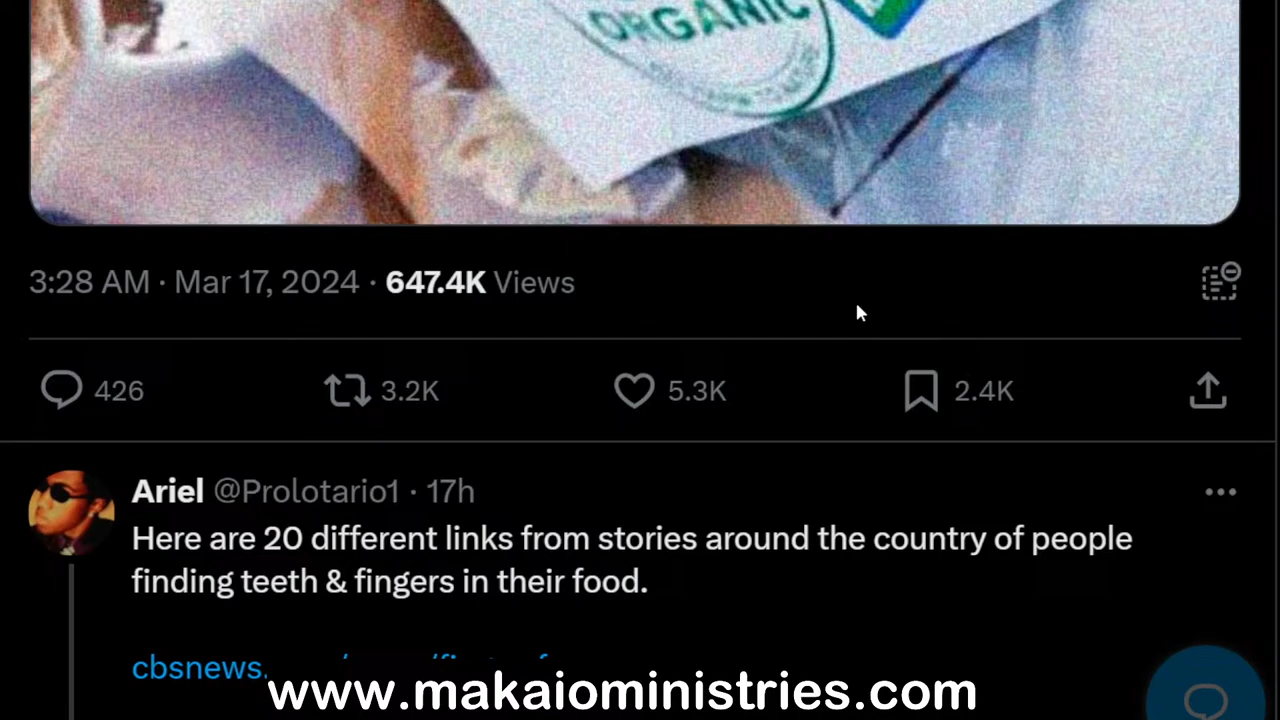 ORGANIC
3:28 AM · Mar 17, 2024 · 647.4K Views
426 3.2K 5.3K 2.4K
Ariel @Prolotario1 · 17h
Here are 20 different links from stories around the country of people
finding teeth & fingers in their food.
cbsnews.
www.makaioministries.com